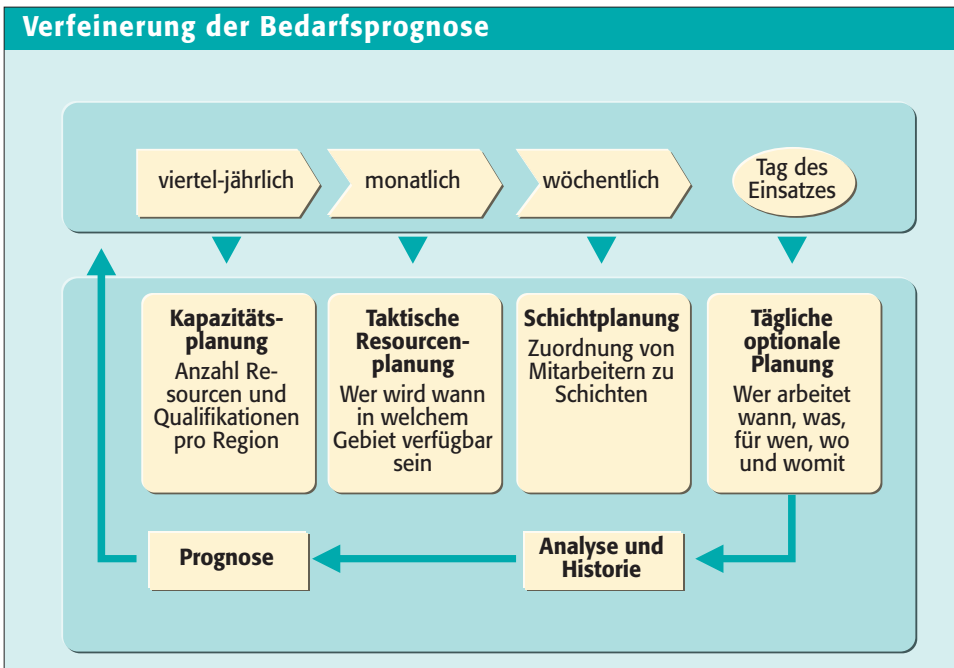 Verfeinerung der Bedarfsprognose
viertel-jährlich
monatlich
wöchentlich
Tag des
Einsatzes
Kapazitäts-
planung
Anzahl Re-
sourcen und
Qualifikationen
pro Region
Taktische
Resourcen-
planung
Wer wird wann
in welchem
Gebiet verfügbar
sein
Schichtplanung
Zuordnung von
Mitarbeitern zu
Schichten
Tägliche
optionale
Planung
Wer arbeitet
wann, was,
für wen, wo
und womit
Prognose
Analyse und
Historie